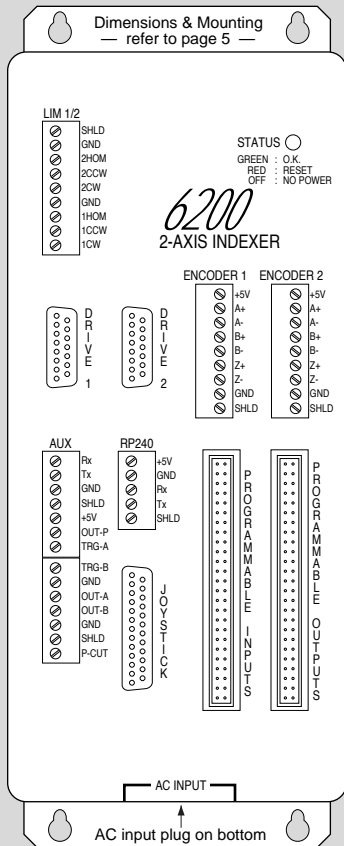 Dimensions & Mounting
— refer to page 5 —
LIM 1/2
SHLD
GND
2HOM
2CCW
2CW
GND
1HOM
1CCW
1CW
STATUS
GREEN : O.K.
RED : RESET
OFF : NO POWER
6200
2-AXIS INDEXER
DRIVE 1
DRIVE 2
ENCODER 1
+5V
A+
A-
B+
B-
Z+
Z-
GND
SHLD
ENCODER 2
+5V
A+
A-
B+
B-
Z+
Z-
GND
SHLD
AUX
Rx
Tx
GND
SHLD
+5V
OUT-P
TRG-A
TRG-B
GND
OUT-A
OUT-B
GND
SHLD
P-CUT
RP240
+5V
GND
Rx
Tx
SHLD
JOYSTICK
PROGRAMMABLE INPUTS
PROGRAMMABLE OUTPUTS
AC INPUT
AC input plug on bottom